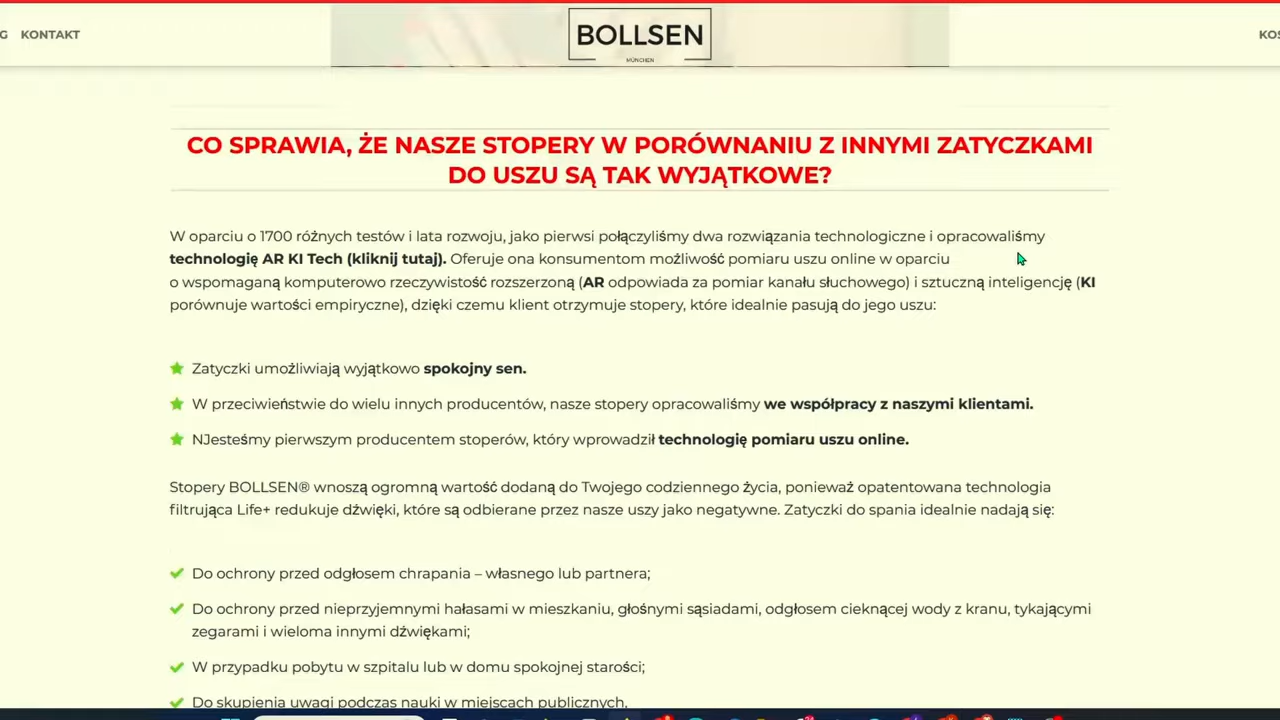 G KONTAKT
BOLLSEN
MÜNCHEN
KOS
CO SPRAWIA, ŻE NASZE STOPERY W PORÓWNANIU Z INNYMI ZATYCZKAMI
DO USZU SĄ TAK WYJĄTKOWE?
W oparciu o 1700 różnych testów i lata rozwoju, jako pierwsi połączyliśmy dwa rozwiązania technologiczne i opracowaliśmy
technologię AR KI Tech (kliknij tutaj). Oferuje ona konsumentom możliwość pomiaru uszu online w oparciu
o wspomaganą komputerowo rzeczywistość rozszerzoną (AR odpowiada za pomiar kanału słuchowego) i sztuczną inteligencję (KI
porównuje wartości empiryczne), dzięki czemu klient otrzymuje stopery, które idealnie pasują do jego uszu:
Zatyczki umożliwiają wyjątkowo spokojny sen.
W przeciwieństwie do wielu innych producentów, nasze stopery opracowaliśmy we współpracy z naszymi klientami.
NJesteśmy pierwszym producentem stoperów, który wprowadził technologię pomiaru uszu online.
Stopery BOLLSEN® wnoszą ogromną wartość dodaną do Twojego codziennego życia, ponieważ opatentowana technologia
filtrująca Life+ redukuje dźwięki, które są odbierane przez nasze uszy jako negatywne. Zatyczki do spania idealnie nadają się:
Do ochrony przed odgłosem chrapania – własnego lub partnera;
Do ochrony przed nieprzyjemnymi hałasami w mieszkaniu, głośnymi sąsiadami, odgłosem cieknącej wody z kranu, tykającymi
zegarami i wieloma innymi dźwiękami;
W przypadku pobytu w szpitalu lub w domu spokojnej starości;
Do skupienia uwagi podczas nauki w miejscach publicznych,